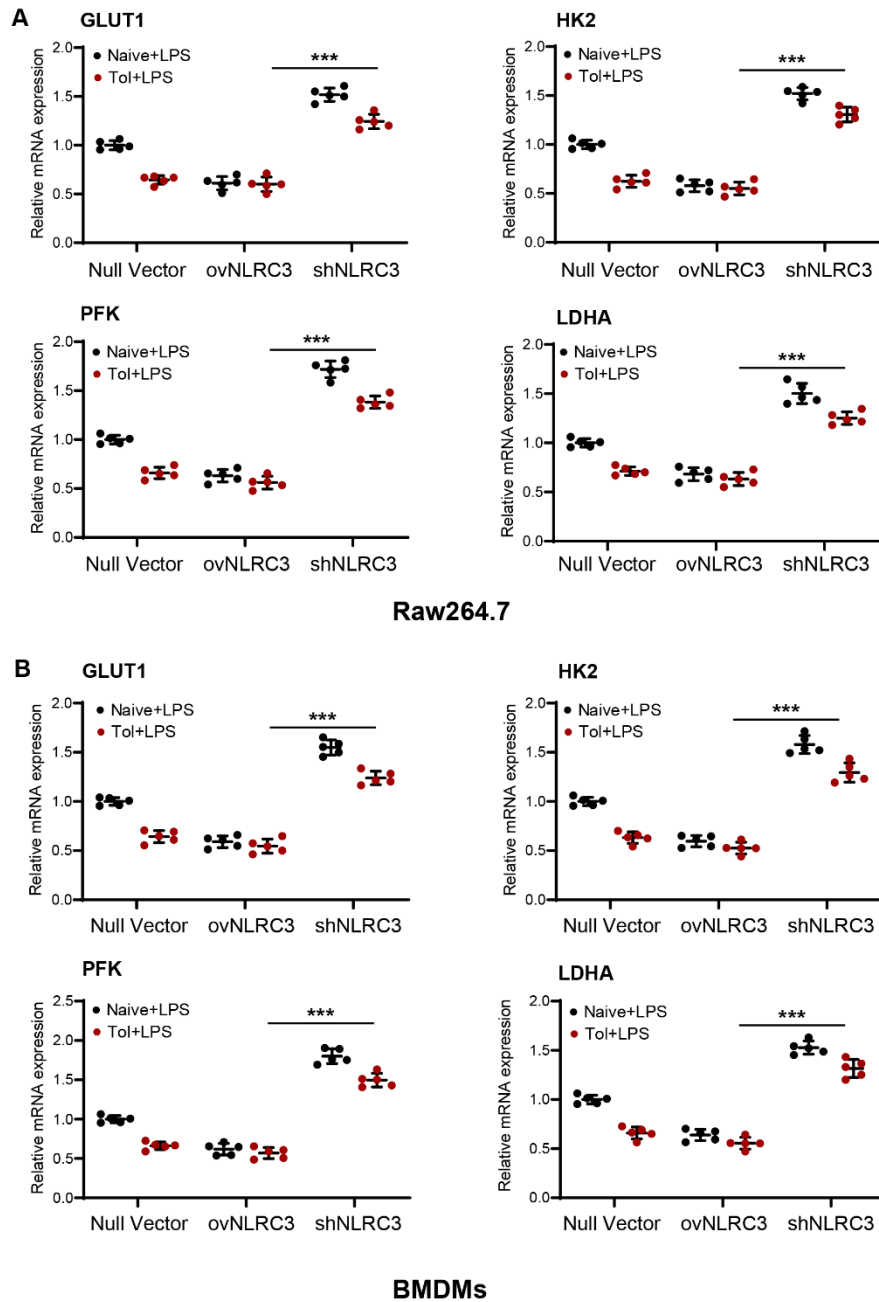 A
GLUT1
HK2
Relative mRNA expression
2.0
1.5
1.0
0.5
0.0
Naive+LPS
Tol+LPS
***
Null Vector
ovNLRC3
shNLRC3
Relative mRNA expression
2.0
1.5
1.0
0.5
0.0
Naive+LPS
Tol+LPS
***
Null Vector
ovNLRC3
shNLRC3
PFK
LDHA
Relative mRNA expression
2.0
1.5
1.0
0.5
0.0
Naive+LPS
Tol+LPS
***
Null Vector
ovNLRC3
shNLRC3
Relative mRNA expression
2.0
1.5
1.0
0.5
0.0
Naive+LPS
Tol+LPS
***
Null Vector
ovNLRC3
shNLRC3
Raw264.7
B
GLUT1
HK2
Relative mRNA expression
2.0
1.5
1.0
0.5
0.0
Naive+LPS
Tol+LPS
***
Null Vector
ovNLRC3
shNLRC3
Relative mRNA expression
2.0
1.5
1.0
0.5
0.0
Naive+LPS
Tol+LPS
***
Null Vector
ovNLRC3
shNLRC3
PFK
LDHA
Relative mRNA expression
2.5
2.0
1.5
1.0
0.5
0.0
Naive+LPS
Tol+LPS
***
Null Vector
ovNLRC3
shNLRC3
Relative mRNA expression
2.0
1.5
1.0
0.5
0.0
Naive+LPS
Tol+LPS
***
Null Vector
ovNLRC3
shNLRC3
BMDMs